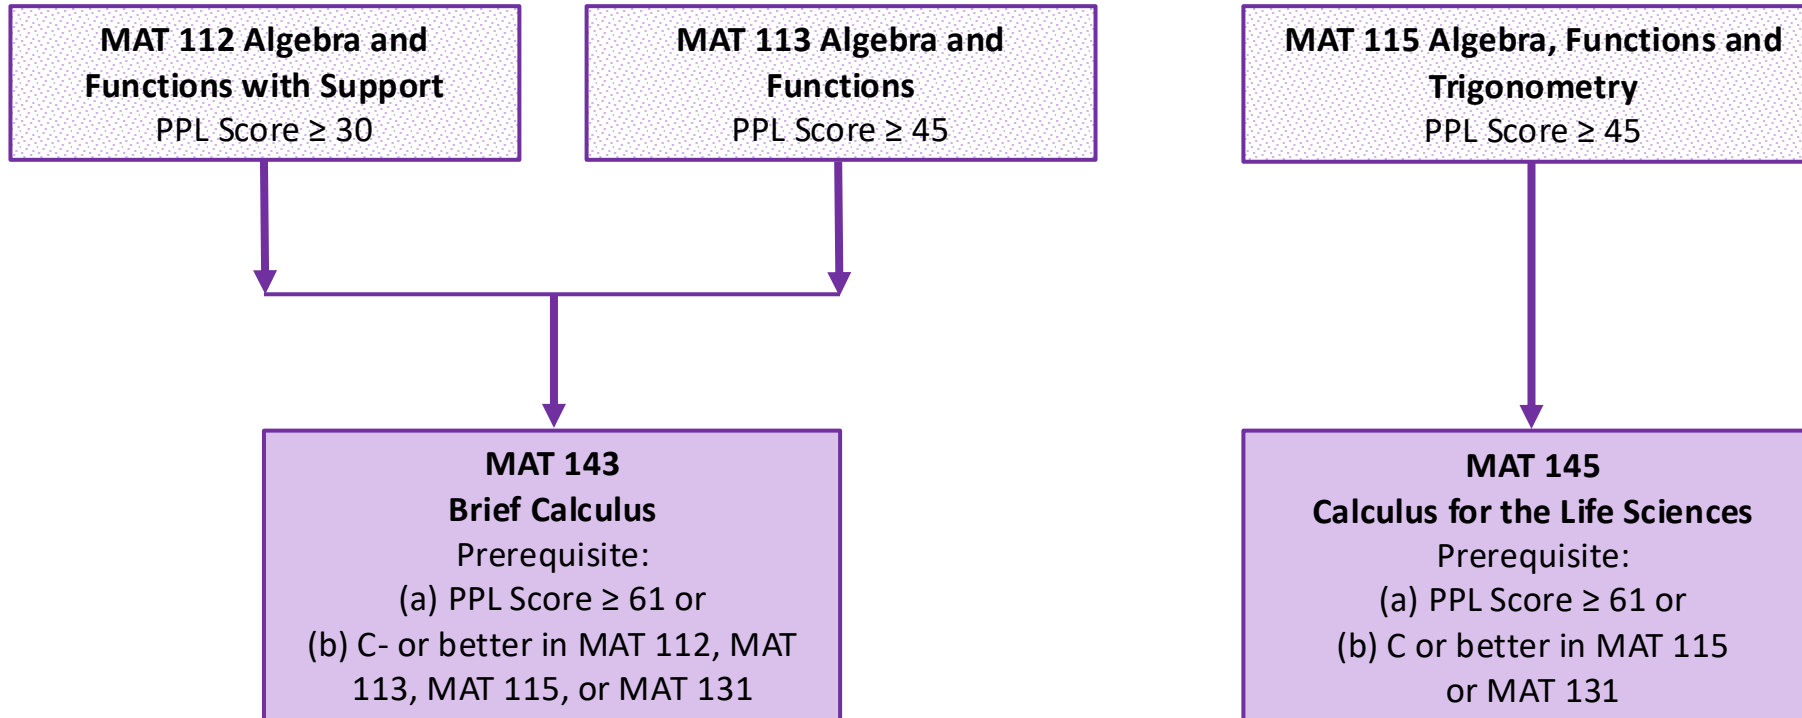 MAT 112 Algebra and
Functions with Support
PPL Score ≥ 30
MAT 113 Algebra and
Functions
PPL Score ≥ 45
MAT 115 Algebra, Functions and
Trigonometry
PPL Score ≥ 45
MAT 143
Brief Calculus
Prerequisite:
(a) PPL Score ≥ 61 or
(b) C- or better in MAT 112, MAT
113, MAT 115, or MAT 131
MAT 145
Calculus for the Life Sciences
Prerequisite:
(a) PPL Score ≥ 61 or
(b) C or better in MAT 115
or MAT 131